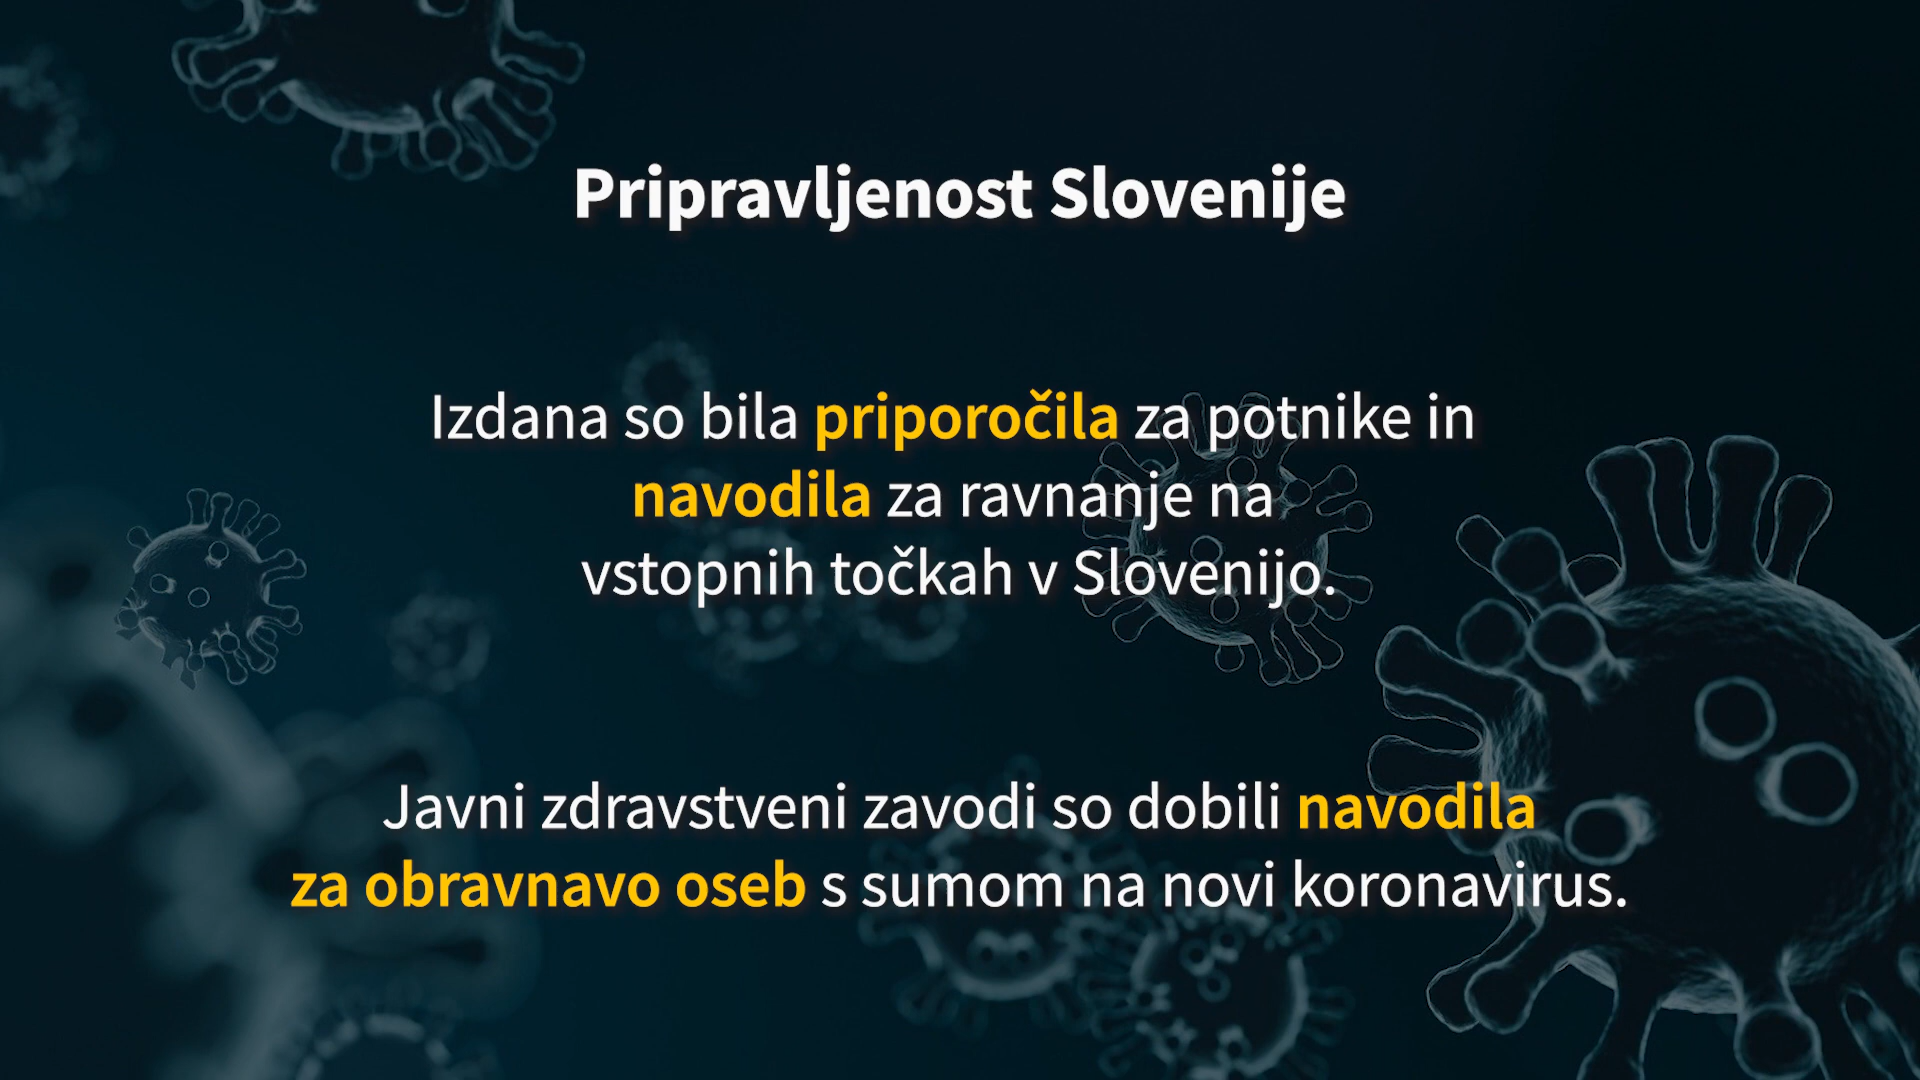 Pripravljenost Slovenije
Izdana so bila priporočila za potnike in
navodila za ravnanje na
vstopnih točkah v Slovenijo.
Javni zdravstveni zavodi so dobili navodila
za obravnavo oseb s sumom na novi koronavirus.